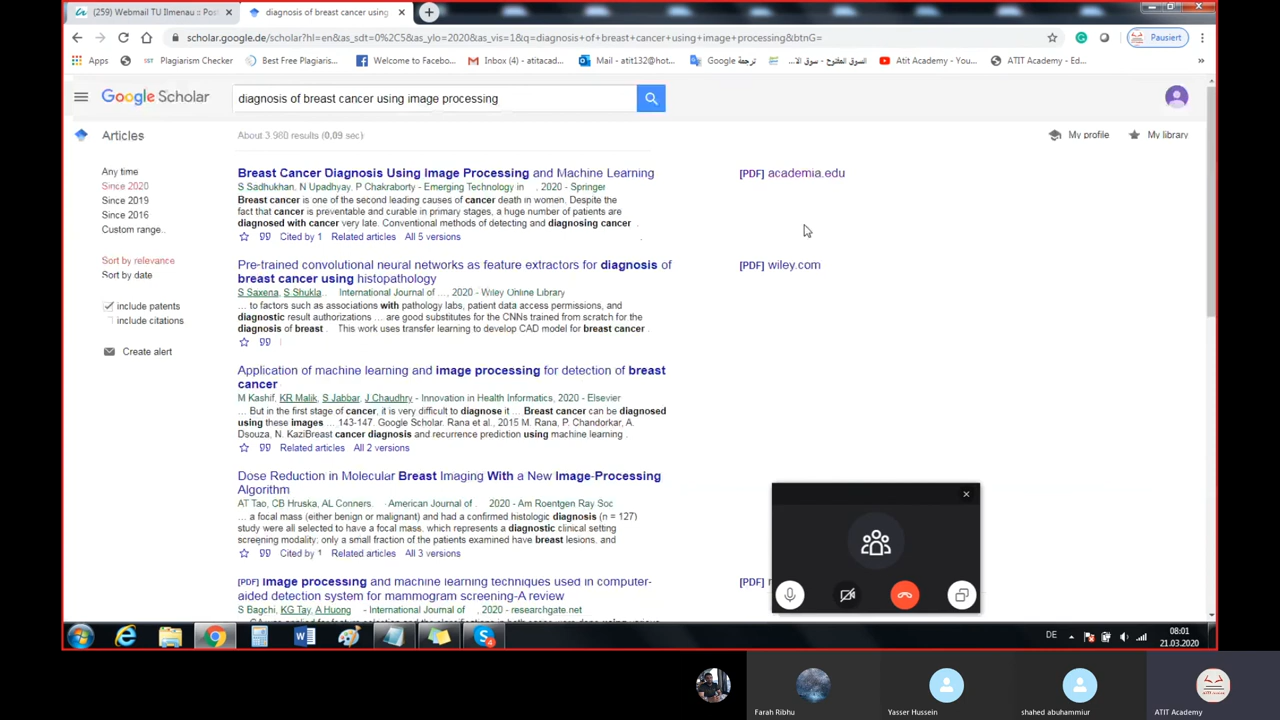 (259) Webmail TU Ilmenau :: Post
diagnosis of breast cancer using
scholar.google.de/scholar?hl=en&as_sdt=0%2C5&as_ylo=2020&as_vis=1&q=diagnosis+of+breast+cancer+using+image+processing&btnG=
Pausiert
Apps
Plagiarism Checker
Best Free Plagiaris...
Welcome to Facebo...
Inbox (4) - atitacad...
Mail - atit132@hot...
Google ترجمة
السوق المفتوح - سوق الا...
Atit Academy - You...
ATIT Academy - Ed...
Google Scholar
diagnosis of breast cancer using image processing
Articles
About 3.980 results (0,09 sec)
My profile
My library
Any time
Since 2020
Since 2019
Since 2016
Custom range..
Sort by relevance
Sort by date
include patents
include citations
Create alert
Breast Cancer Diagnosis Using Image Processing and Machine Learning
S Sadhukhan, N Upadhyay, P Chakraborty - Emerging Technology in , 2020 - Springer
Breast cancer is one of the second leading causes of cancer death in women. Despite the
fact that cancer is preventable and curable in primary stages, a huge number of patients are
diagnosed with cancer very late. Conventional methods of detecting and diagnosing cancer
Cited by 1 Related articles All 5 versions
[PDF] academia.edu
Pre-trained convolutional neural networks as feature extractors for diagnosis of
breast cancer using histopathology
S Saxena, S Shukla.. International Journal of ..., 2020 - Wiley Online Library
... to factors such as associations with pathology labs, patient data access permissions, and
diagnostic result authorizations ... are good substitutes for the CNNs trained from scratch for the
diagnosis of breast . This work uses transfer learning to develop CAD model for breast cancer
[PDF] wiley.com
Application of machine learning and image processing for detection of breast
cancer
M Kashif, KR Malik, S Jabbar, J Chaudhry - Innovation in Health Informatics, 2020 - Elsevier
... But in the first stage of cancer, it is very difficult to diagnose it ... Breast cancer can be diagnosed
using these images ... 143-147. Google Scholar. Rana et al., 2015 M. Rana, P. Chandorkar, A.
Dsouza, N. KaziBreast cancer diagnosis and recurrence prediction using machine learning .
Related articles All 2 versions
Dose Reduction in Molecular Breast Imaging With a New Image-Processing
Algorithm
AT Tao, CB Hruska, AL Conners. American Journal of . 2020 - Am Roentgen Ray Soc
... a focal mass (either benign or malignant) and had a confirmed histologic diagnosis (n = 127)
study were all selected to have a focal mass, which represents a diagnostic clinical setting
screening modality; only a small fraction of the patients examined have breast lesions, and
Cited by 1 Related articles All 3 versions
[PDF] Image processing and machine learning techniques used in computer-
aided detection system for mammogram screening-A review
S Bagchi, KG Tay, A Huong - International Journal of , 2020 - researchgate.net
[PDF]
DE
08:01
21.03.2020
Farah Ribhu
Yasser Hussein
shahed abuhammiur
ATIT Academy